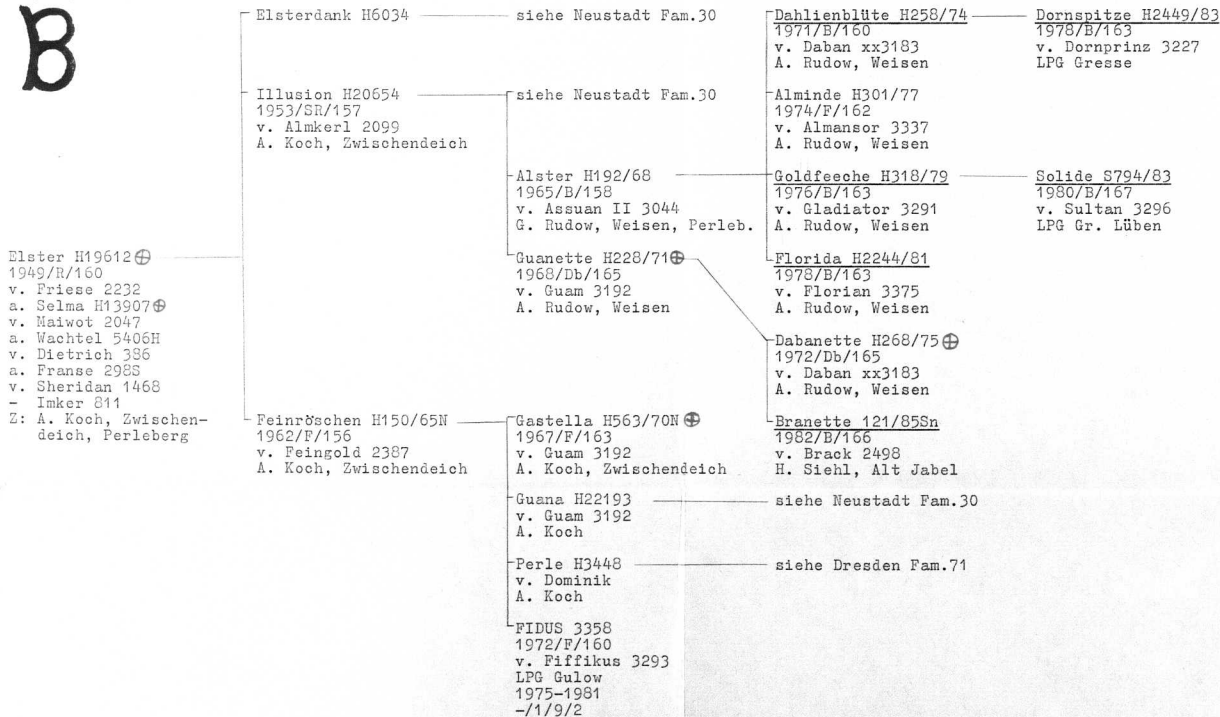 B
Elster H19612
1949/R/160
v. Friese 2232
a. Selma H13907
v. Maiwot 2047
a. Wachtel 5406H
v. Dietrich 386
a. Franse 298S
v. Sheridan 1468
- Imker 811
Z: A. Koch, Zwischen-
deich, Perleberg
Elsterdank H6034
siehe Neustadt Fam.30
Illusion H20654
1953/SR/157
v. Almkerl 2099
A. Koch, Zwischendeich
Feinröschen H150/65N
1962/F/156
v. Feingold 2387
A. Koch, Zwischendeich
siehe Neustadt Fam.30
Alster H192/68
1965/B/158
v. Assuan II 3044
G. Rudow, Weisen, Perleb.
Guanette H228/71
1968/Db/165
v. Guam 3192
A. Rudow, Weisen
Gastella H563/70N
1967/F/163
v. Guam 3192
A. Koch, Zwischendeich
Guana H22193
v. Guam 3192
A. Koch
siehe Neustadt Fam.30
Perle H3448
v. Dominik
A. Koch
siehe Dresden Fam.71
FIDUS 3358
1972/F/160
v. Fiffikus 3293
LPG Gulow
1975-1981
-/1/9/2
Dahlienblüte H258/74
1971/B/160
v. Daban xx3183
A. Rudow, Weisen
Alminde H301/77
1974/F/162
v. Almansor 3337
A. Rudow, Weisen
Goldfeeche H318/79
1976/B/163
v. Gladiator 3291
A. Rudow, Weisen
Florida H2244/81
1978/B/163
v. Florian 3375
A. Rudow, Weisen
Dabanette H268/75
1972/Db/165
v. Daban xx3183
A. Rudow, Weisen
Branette 121/85Sn
1982/B/166
v. Brack 2498
H. Siehl, Alt Jabel
Dornspitze H2449/83
1978/B/163
v. Dornprinz 3227
LPG Gresse
Solide S794/83
1980/B/167
v. Sultan 3296
LPG Gr. Lüben